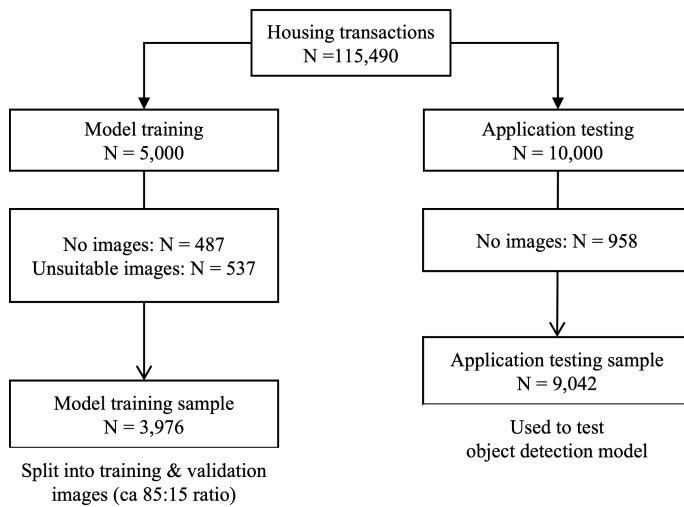 Housing transactions
N =115,490
Model training
N = 5,000
Application testing
N = 10,000
No images: N = 487
Unsuitable images: N = 537
No images: N = 958
Application testing sample
N = 9,042
Model training sample
N = 3,976
Used to test
object detection model
Split into training & validation
images (ca 85:15 ratio)